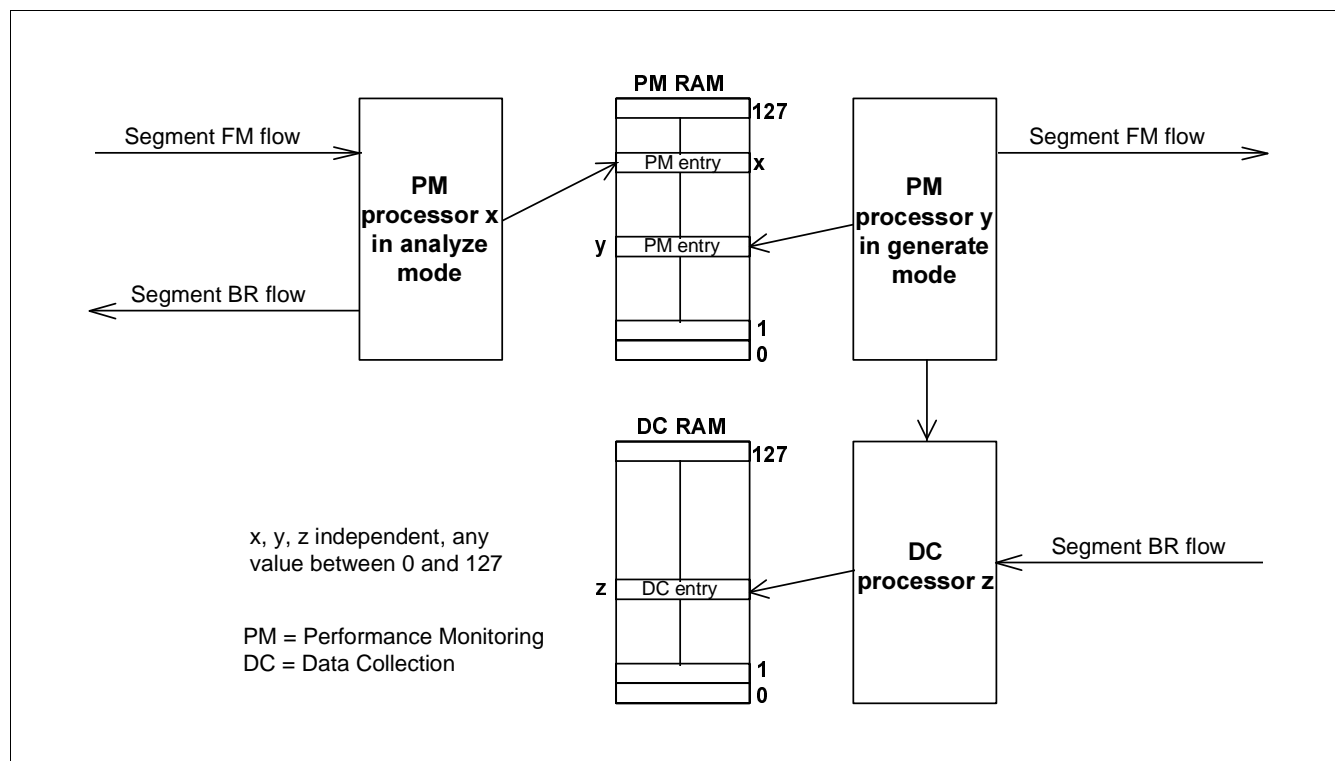 PM RAM
127
Segment FM flow
PM
processor x
in analyze
mode
PM entry
x
y
PM entry
PM
processor y
in generate
mode
Segment FM flow
Segment BR flow
1
0
DC RAM
127
x, y, z independent, any
value between 0 and 127
z
DC entry
DC
processor z
Segment BR flow
PM = Performance Monitoring
DC = Data Collection
1
0